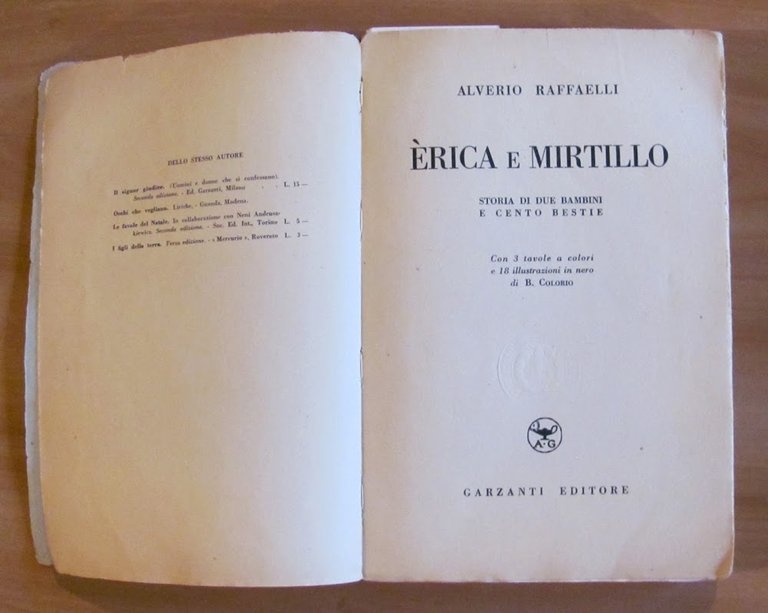 DELLO STESSO AUTORE
Il signor giudice. (Uomini e donne che si confessano).
Seconda edizione. - Ed. Garzanti, Milano . . L. 15 —
Occhi che vegliano. Liriche. - Guanda, Modena.
Le favole del Natale. In collaborazione con Neni
Seconda edizione. - Soc. Ed. Int., Torino L. 5 —
I figli della terra. Terza edizione. - « Mercurio », Rovereto L. 3 —
ALVERIO RAFFAELLI
ÈRICA E MIRTILLO
STORIA DI DUE BAMBINI
E CENTO BESTIE
Con 3 tavole a colori
e 18 illustrazioni in nero
di B. COLORIO
A·G
GARZANTI EDITORE